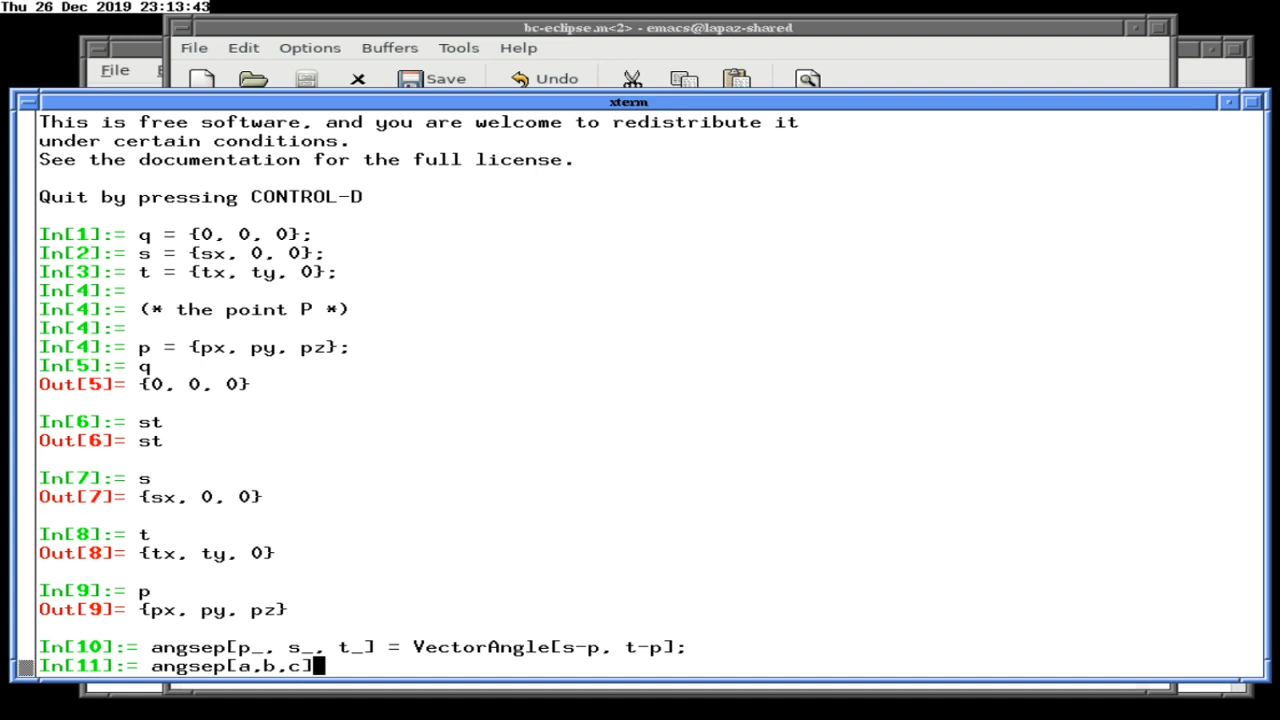 Thu 26 Dec 2019 23:13:43
bc-eclipse.m<2> - emacs@lapaz-shared
File Edit Options Buffers Tools Help
File
Save Undo
xterm
This is free software, and you are welcome to redistribute it
under certain conditions.
See the documentation for the full license.
Quit by pressing CONTROL-D
In[1]:= q = {0, 0, 0};
In[2]:= s = {sx, 0, 0};
In[3]:= t = {tx, ty, 0};
In[4]:=
In[4]:= (* the point P *)
In[4]:=
In[4]:= p = {px, py, pz};
In[5]:= q
Out[5]= {0, 0, 0}
In[6]:= st
Out[6]= st
In[7]:= s
Out[7]= {sx, 0, 0}
In[8]:= t
Out[8]= {tx, ty, 0}
In[9]:= p
Out[9]= {px, py, pz}
In[10]:= angsep[p_, s_, t_] = VectorAngle[s-p, t-p];
In[11]:= angsep[a,b,c]